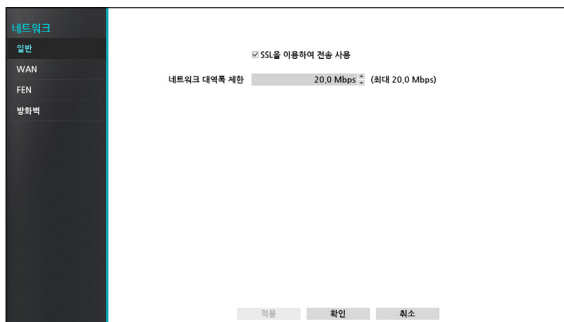 네트워크
일반
WAN
FEN
방화벽
SSL을 이용하여 전송 사용
네트워크 대역폭 제한 20.0 Mbps (최대 20.0 Mbps)
적용 확인 취소